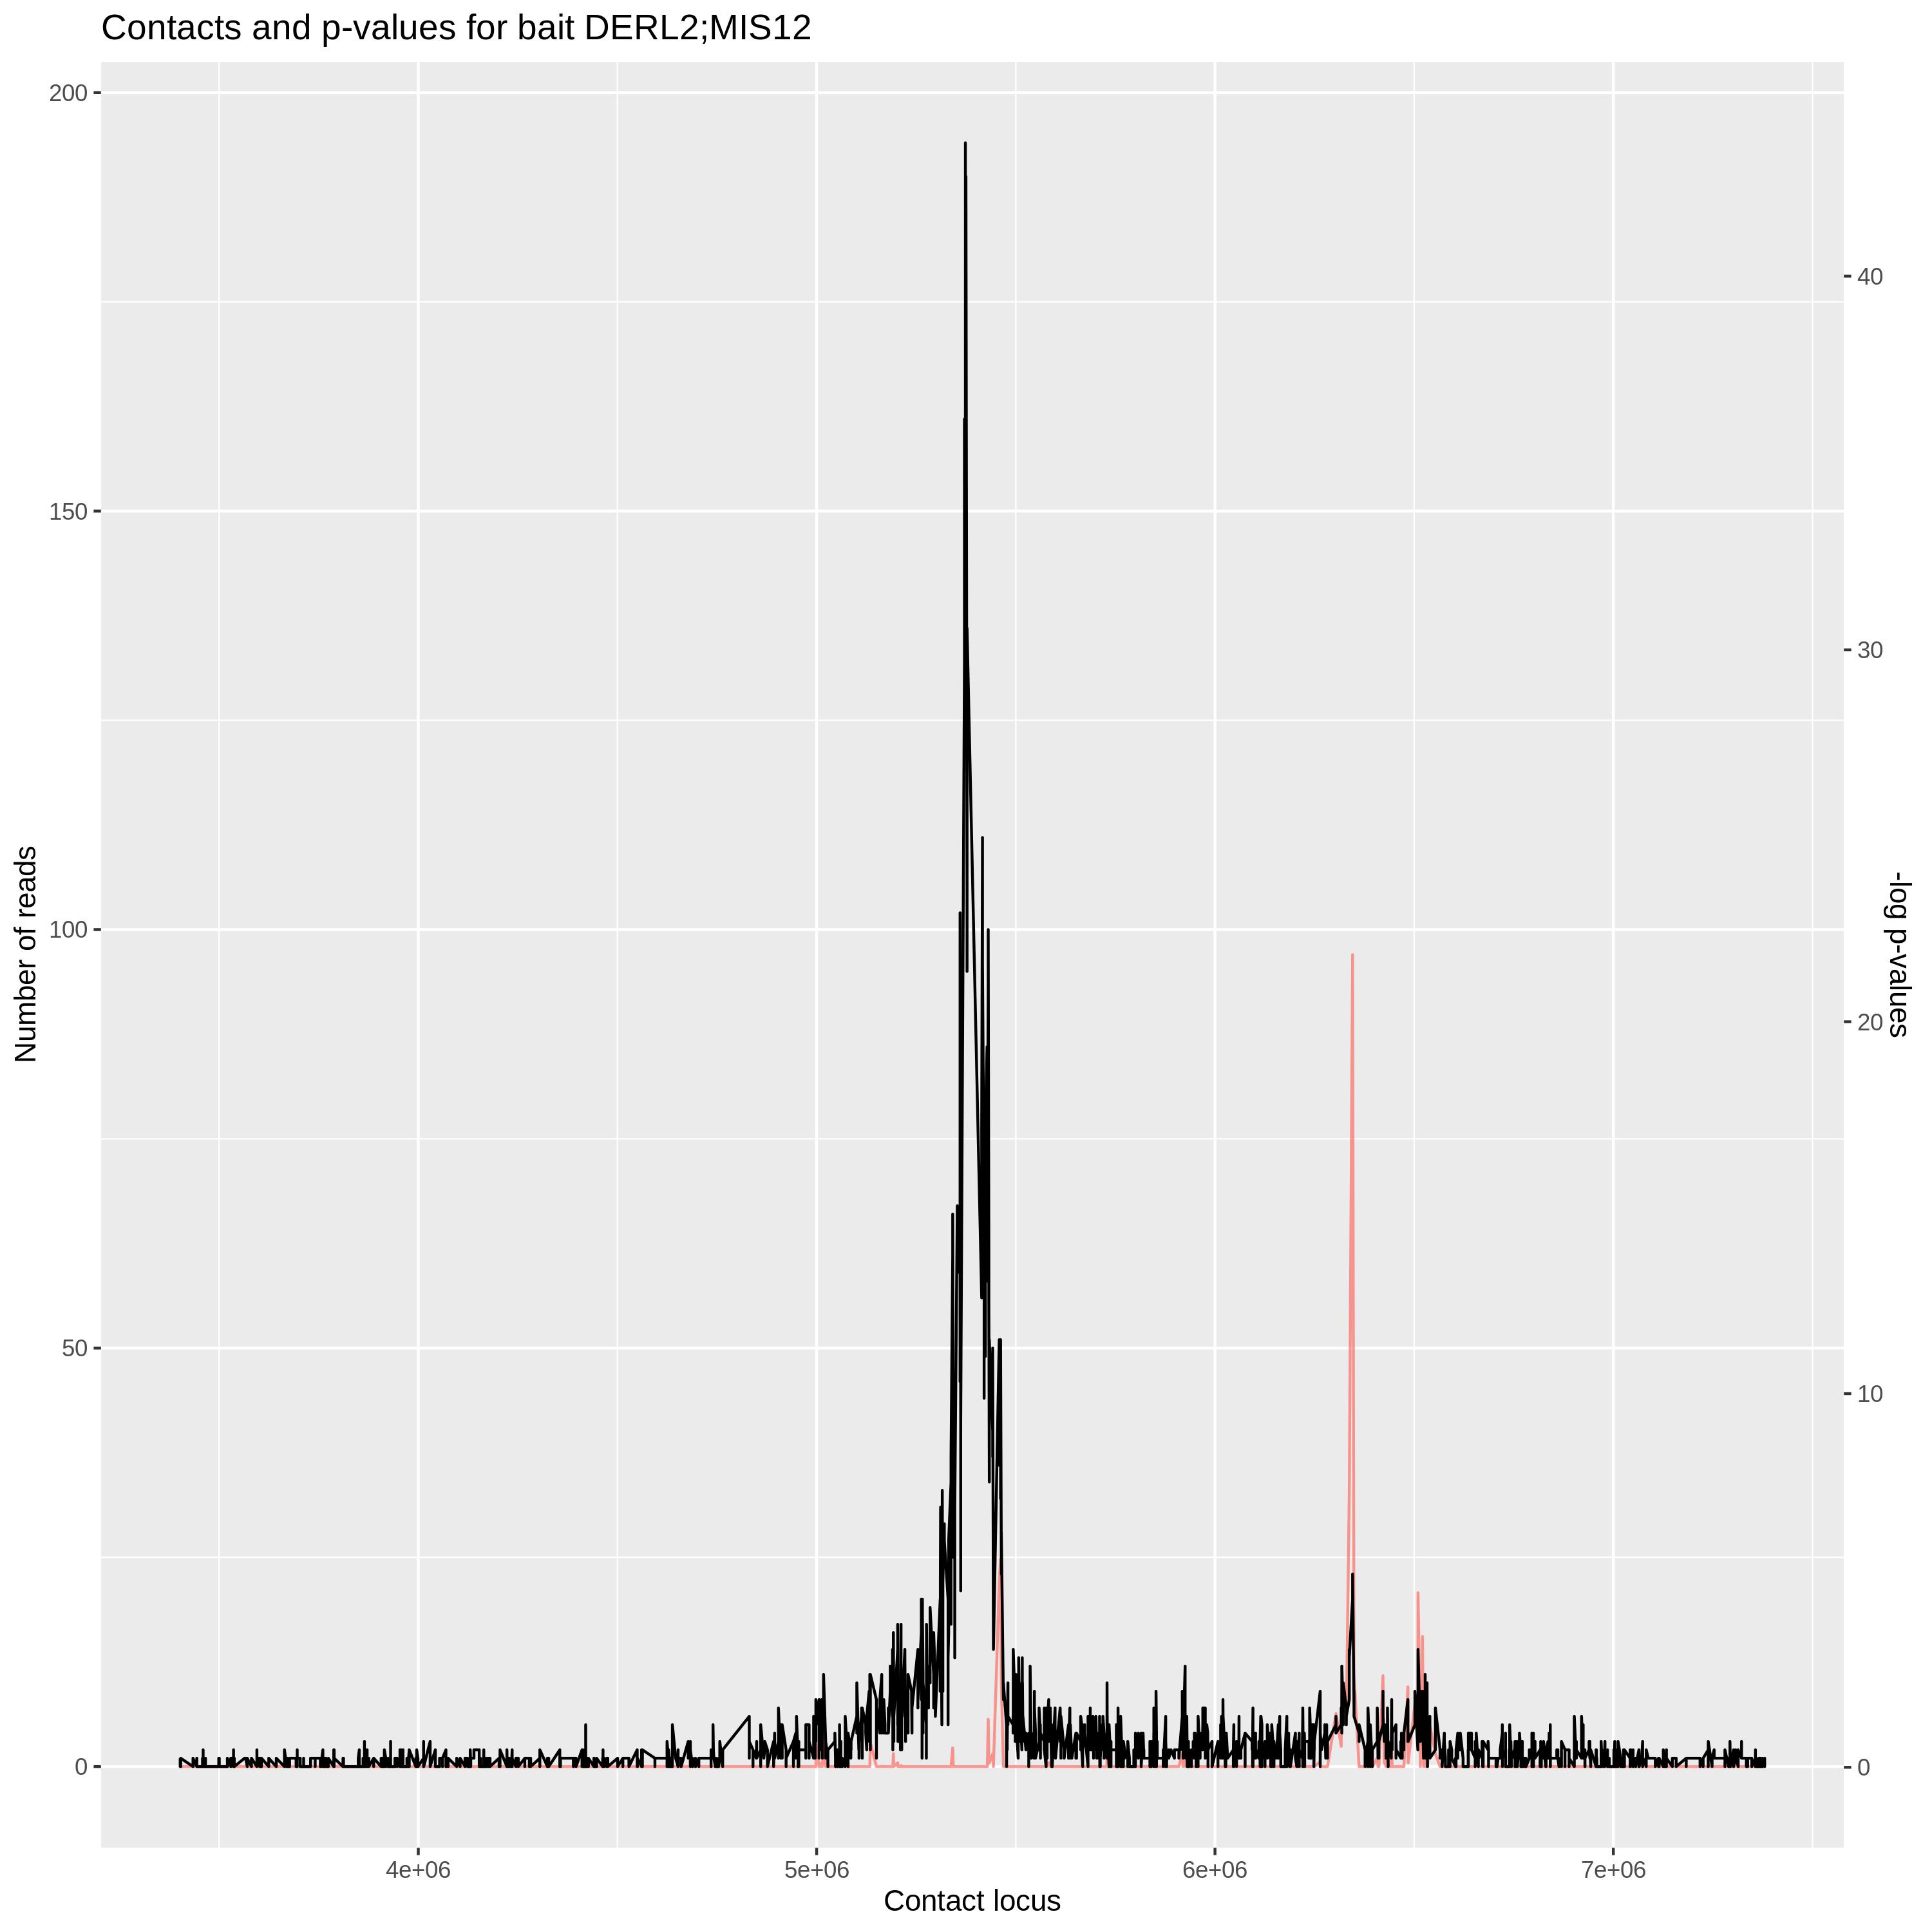 Contacts and p-values for bait DERL2;MIS12
200
150
100
50
0
Number of reads
40
30
20
10
0
-log p-values
4e+06
5e+06
6e+06
7e+06
Contact locus